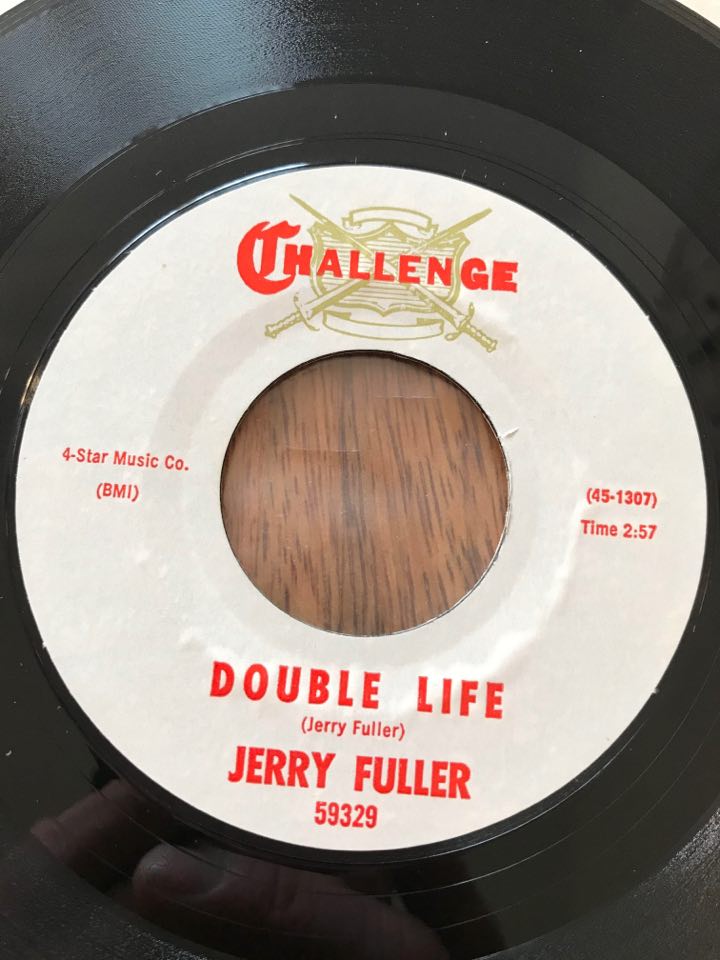 CHALLENGE
4-Star Music Co.
(BMI)
(45-1307)
Time 2:57
DOUBLE LIFE
(Jerry Fuller)
JERRY FULLER
59329